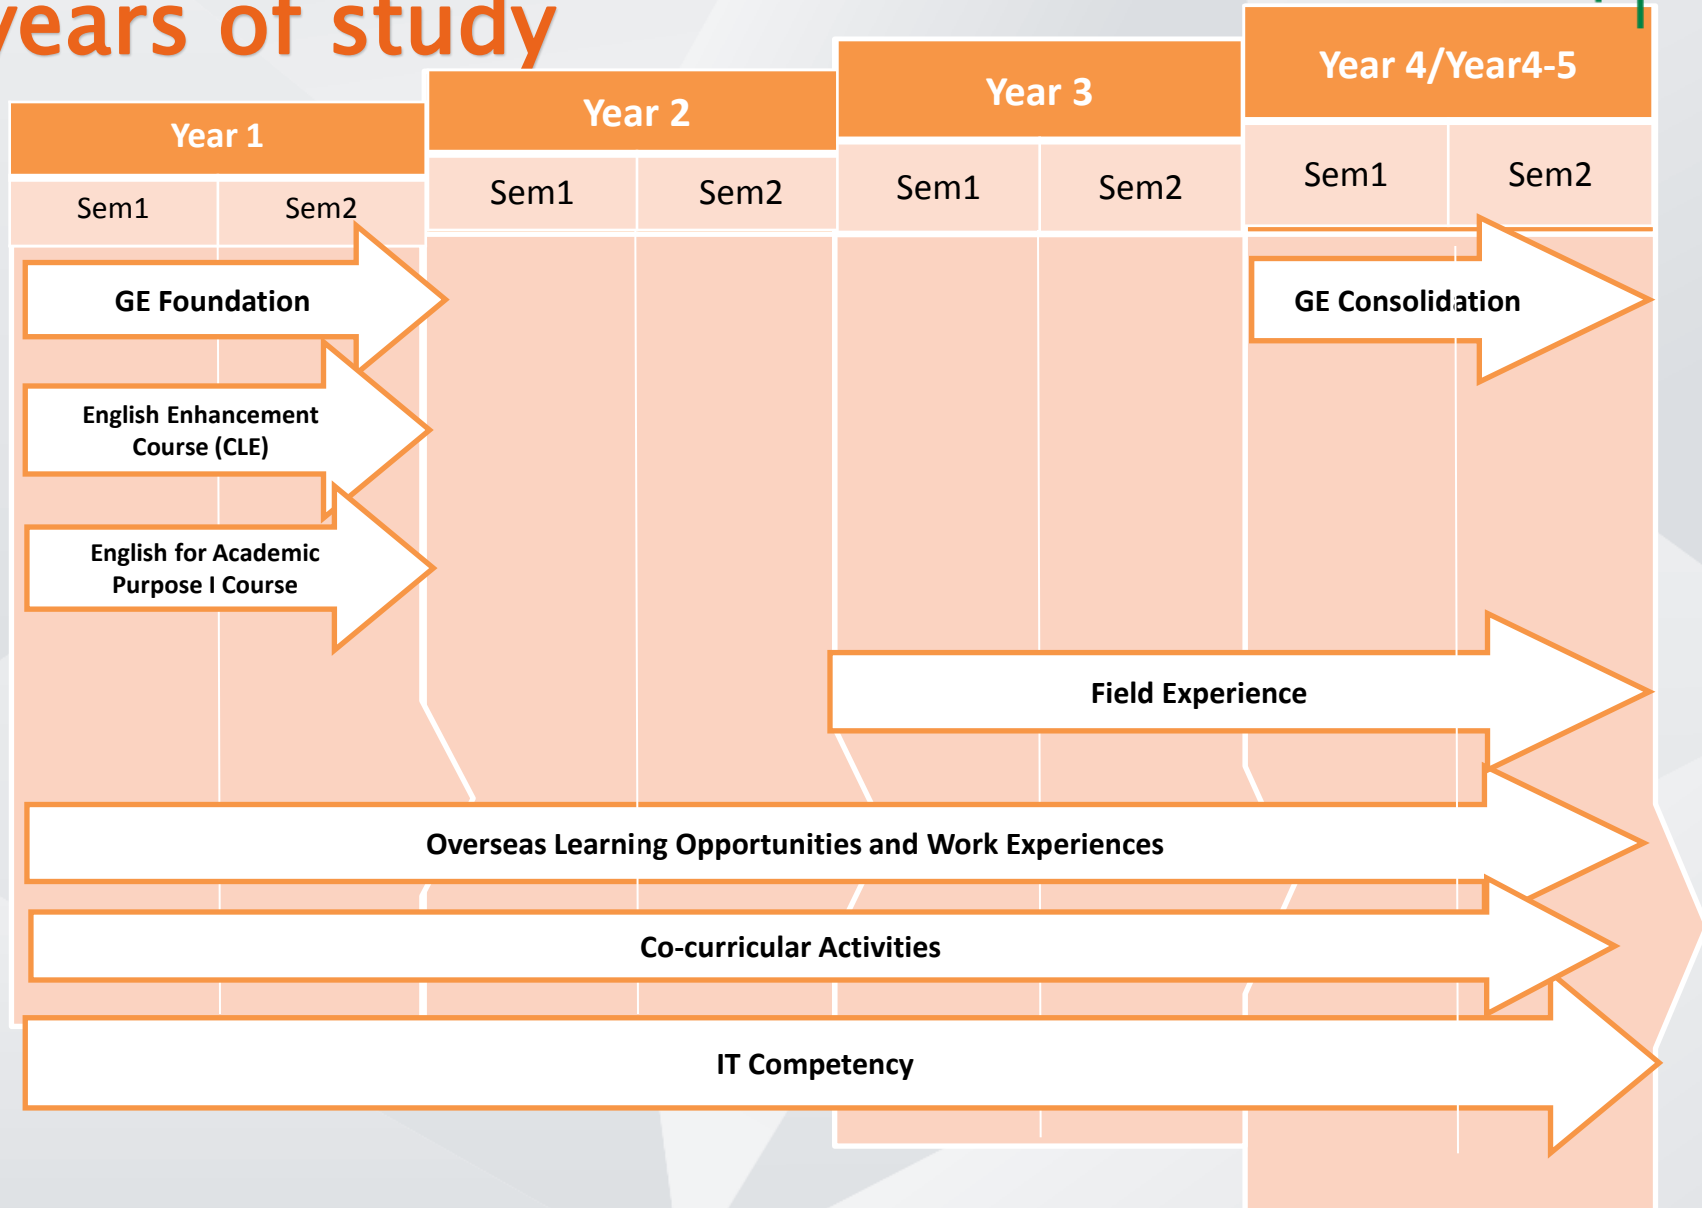 years of study
Year 1
Year 2
Year 3
Year 4/Year4-5
Sem1
Sem2
Sem1
Sem2
Sem1
Sem2
Sem1
Sem2
GE Foundation
GE Consolidation
English Enhancement
Course (CLE)
English for Academic
Purpose I Course
Field Experience
Overseas Learning Opportunities and Work Experiences
Co-curricular Activities
IT Competency